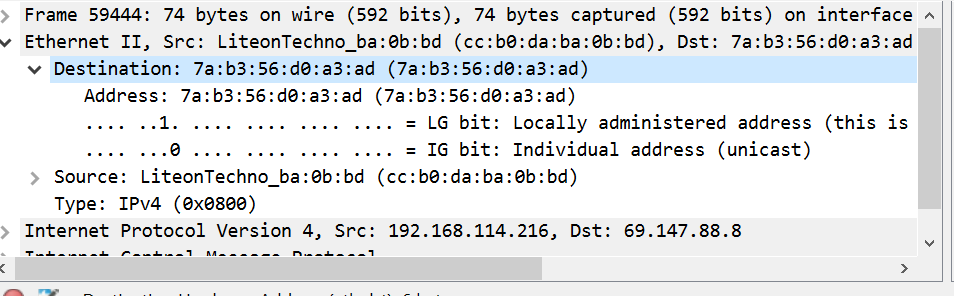 Frame 59444: 74 bytes on wire (592 bits), 74 bytes captured (592 bits) on interface
Ethernet II, Src: LiteonTechno_ba:0b:bd (cc:b0:da:ba:0b:bd), Dst: 7a:b3:56:d0:a3:ad
Destination: 7a:b3:56:d0:a3:ad (7a:b3:56:d0:a3:ad)
Address: 7a:b3:56:d0:a3:ad (7a:b3:56:d0:a3:ad)
.... ..1. .... .... .... .... = LG bit: Locally administered address (this is
.... ...0 .... .... .... .... = IG bit: Individual address (unicast)
Source: LiteonTechno_ba:0b:bd (cc:b0:da:ba:0b:bd)
Type: IPv4 (0x0800)
Internet Protocol Version 4, Src: 192.168.114.216, Dst: 69.147.88.8
Internet Control Message Protocol